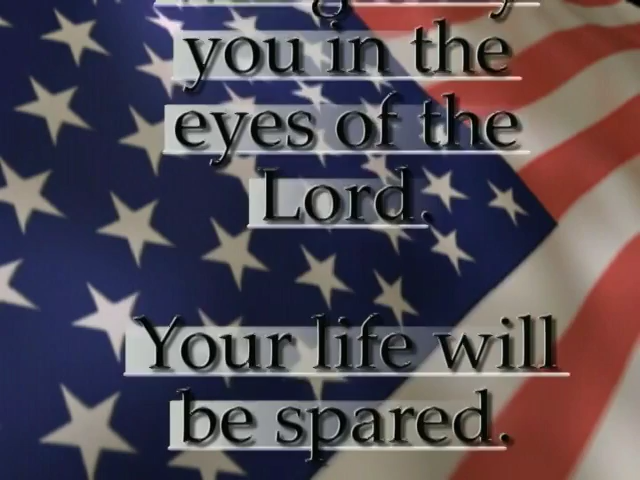 you in the
eyes of the
Lord.
Your life will
be spared.